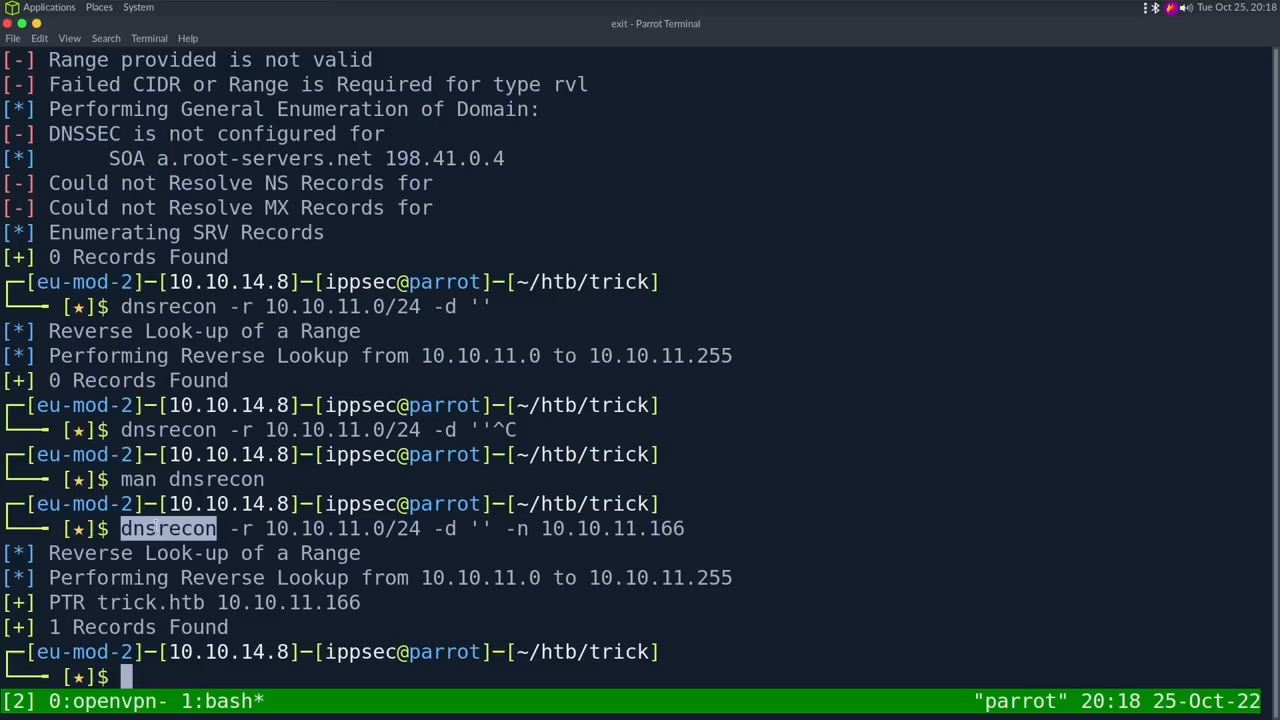 Applications Places System Tue Oct 25, 20:18
exit - Parrot Terminal
File Edit View Search Terminal Help
[-] Range provided is not valid
[-] Failed CIDR or Range is Required for type rvl
[*] Performing General Enumeration of Domain:
[-] DNSSEC is not configured for
[*]      SOA a.root-servers.net 198.41.0.4
[-] Could not Resolve NS Records for
[-] Could not Resolve MX Records for
[*] Enumerating SRV Records
[+] 0 Records Found
┌─[eu-mod-2]─[10.10.14.8]─[ippsec@parrot]─[~/htb/trick]
└──╼ [★]$ dnsrecon -r 10.10.11.0/24 -d ''
[*] Reverse Look-up of a Range
[*] Performing Reverse Lookup from 10.10.11.0 to 10.10.11.255
[+] 0 Records Found
┌─[eu-mod-2]─[10.10.14.8]─[ippsec@parrot]─[~/htb/trick]
└──╼ [★]$ dnsrecon -r 10.10.11.0/24 -d ''^C
┌─[eu-mod-2]─[10.10.14.8]─[ippsec@parrot]─[~/htb/trick]
└──╼ [★]$ man dnsrecon
┌─[eu-mod-2]─[10.10.14.8]─[ippsec@parrot]─[~/htb/trick]
└──╼ [★]$ dnsrecon -r 10.10.11.0/24 -d '' -n 10.10.11.166
[*] Reverse Look-up of a Range
[*] Performing Reverse Lookup from 10.10.11.0 to 10.10.11.255
[+] PTR trick.htb 10.10.11.166
[+] 1 Records Found
┌─[eu-mod-2]─[10.10.14.8]─[ippsec@parrot]─[~/htb/trick]
└──╼ [★]$
[2] 0:openvpn- 1:bash* "parrot" 20:18 25-Oct-22